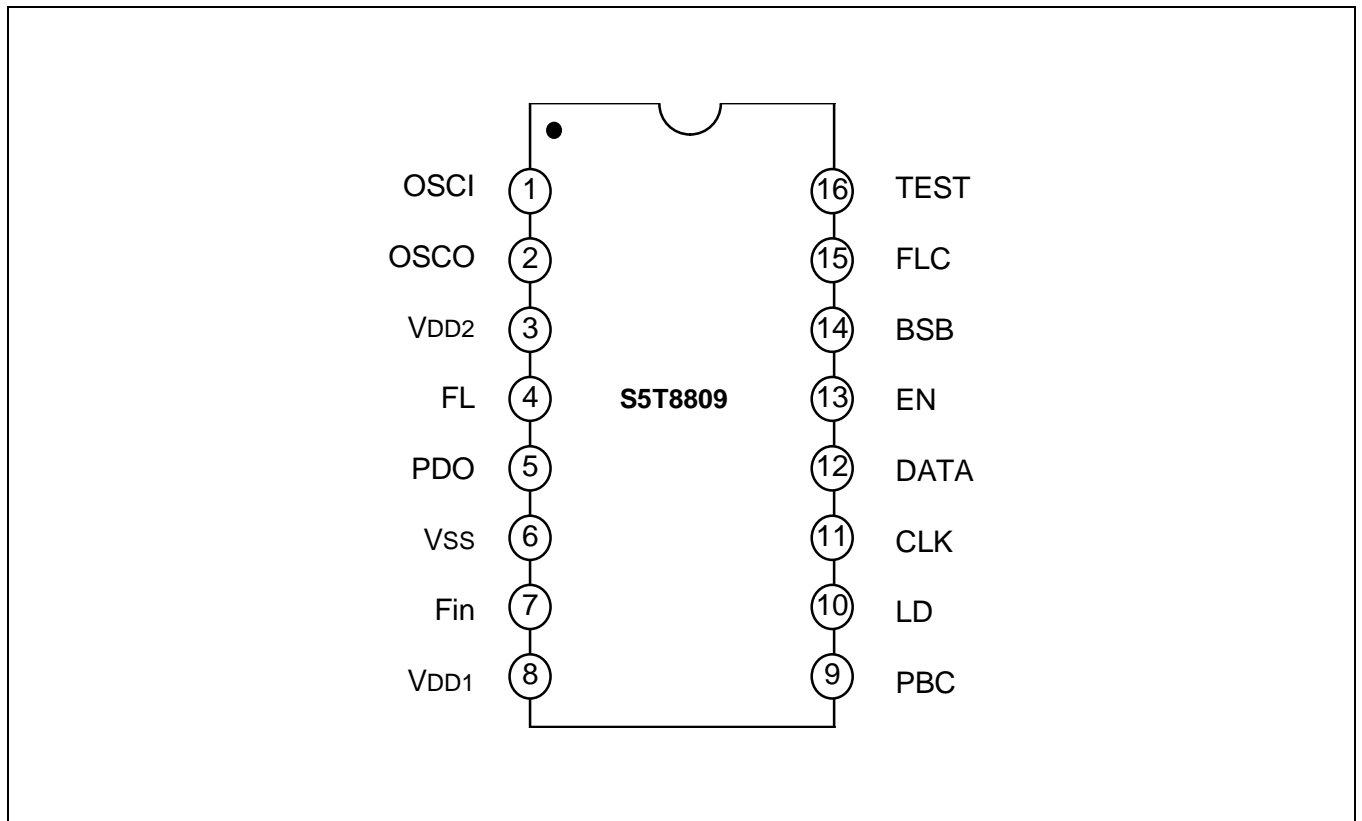 OSCI 1 16 TEST
OSCO 2 15 FLC
VDD2 3 14 BSB
FL 4 S5T8809 13 EN
PDO 5 12 DATA
VSS 6 11 CLK
Fin 7 10 LD
VDD1 8 9 PBC